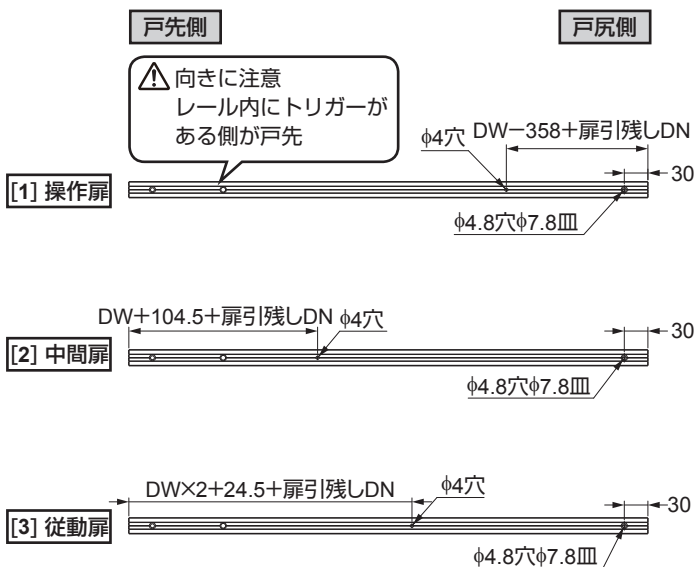 戸先側
戸尻側
向きに注意
レール内にトリガーが
ある側が戸先
φ4穴
DW−358+扉引残しDN
30
[1] 操作扉
φ4.8穴φ7.8皿
DW+104.5+扉引残しDN
φ4穴
30
[2] 中間扉
φ4.8穴φ7.8皿
DW×2+24.5+扉引残しDN
φ4穴
30
[3] 従動扉
φ4.8穴φ7.8皿